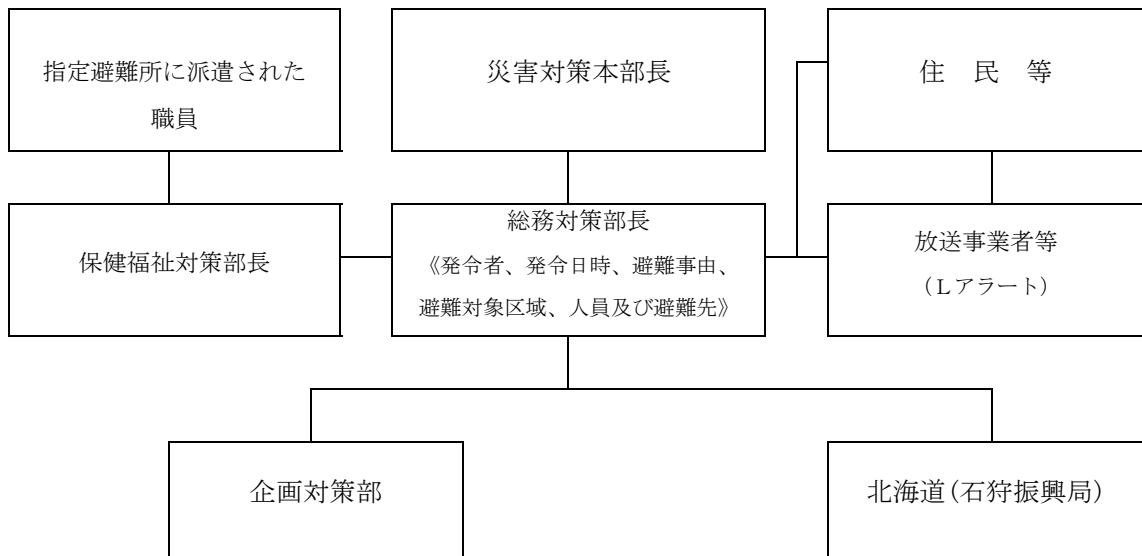 指定避難所に派遣された
職員
災害対策本部長
住　民　等
保健福祉対策部長
総務対策部長
《発令者、発令日時、避難事由、
避難対象区域、人員及び避難先》
放送事業者等
（Lアラート）
企画対策部
北海道(石狩振興局)